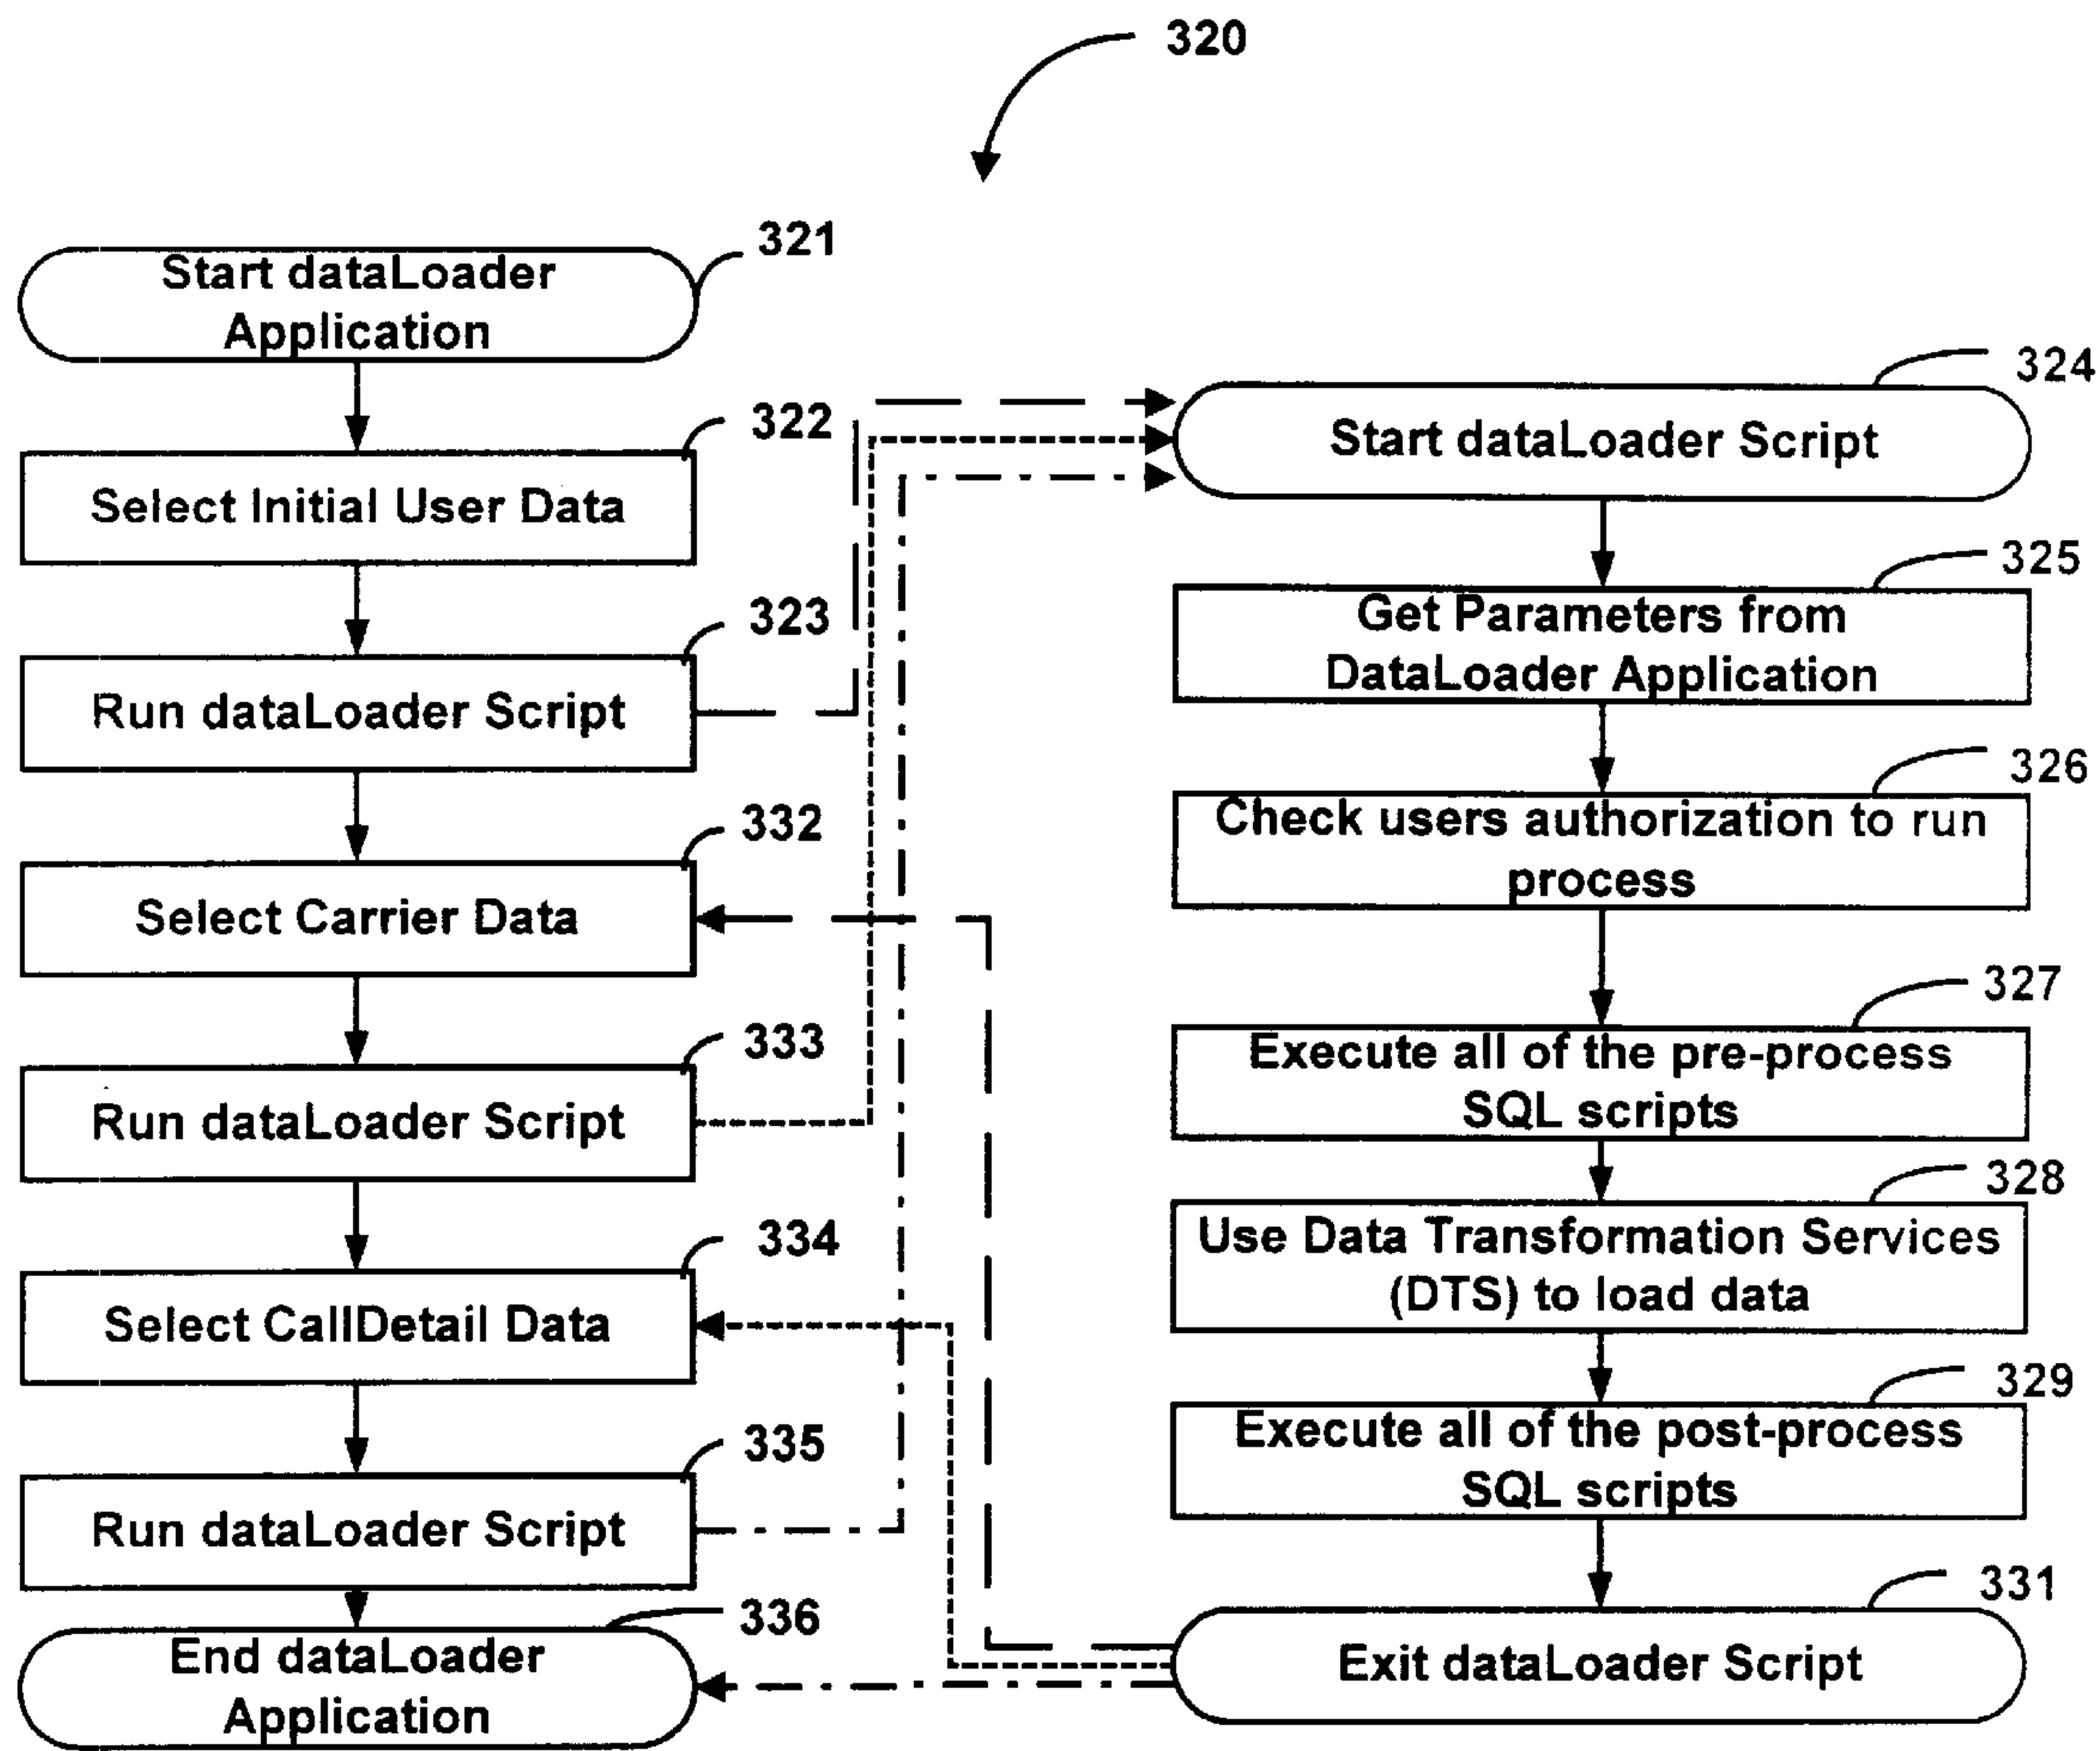 320
321
Start dataLoader
Application
322
Select Initial User Data
323
Run dataLoader Script
332
Select Carrier Data
333
Run dataLoader Script
334
Select CallDetail Data
335
Run dataLoader Script
336
End dataLoader
Application
324
Start dataLoader Script
325
Get Parameters from
DataLoader Application
326
Check users authorization to run
process
327
Execute all of the pre-process
SQL scripts
328
Use Data Transformation Services
(DTS) to load data
329
Execute all of the post-process
SQL scripts
331
Exit dataLoader Script